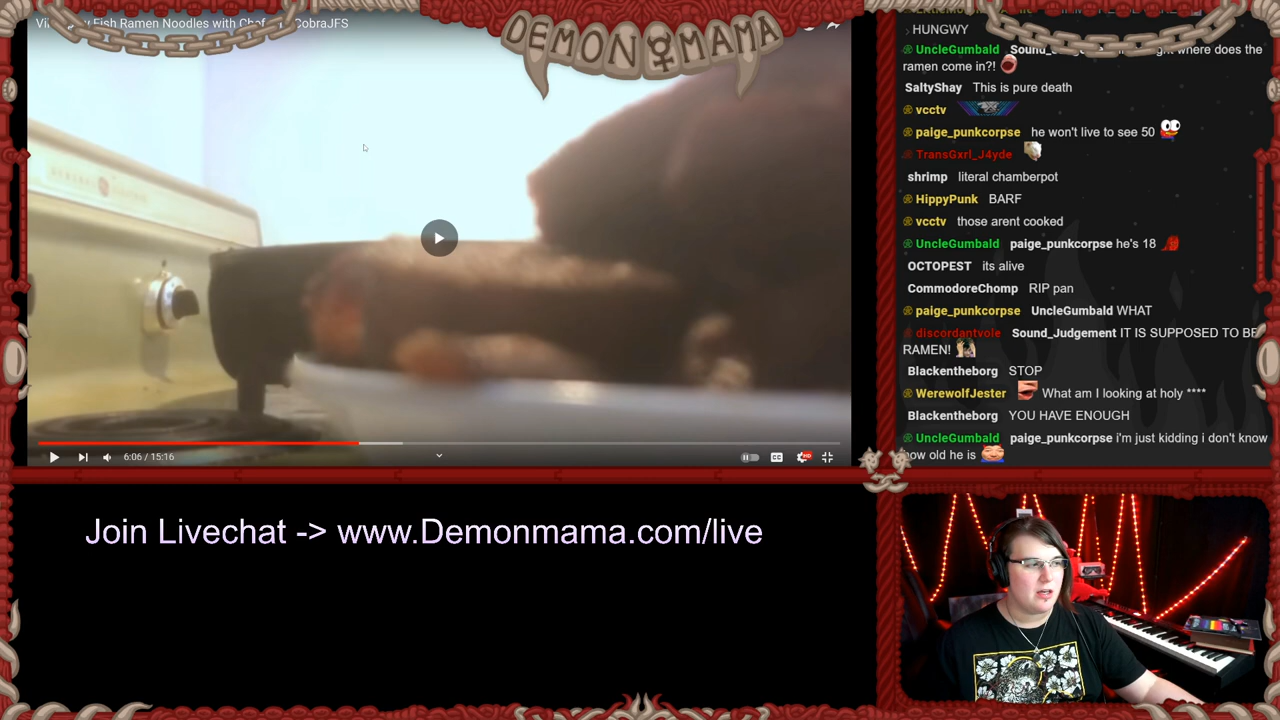 Fish Ramen Noodles with Chef
CobraJFS
DEMON MAMA
HUNGWY
UncleGumbald where does the
ramen come in?!
SaltyShay This is pure death
vcctv
paige_punkcorpse he won't live to see 50
TransGxrl_J4yde
shrimp literal chamberpot
HippyPunk BARF
vcctv those arent cooked
UncleGumbald paige_punkcorpse he's 18
OCTOPEST its alive
CommodoreChomp RIP pan
paige_punkcorpse UncleGumbald WHAT
discordantvole Sound_Judgement IT IS SUPPOSED TO BE
RAMEN!
Blackentheborg STOP
WerewolfJester What am I looking at holy ****
Blackentheborg YOU HAVE ENOUGH
UncleGumbald paige_punkcorpse i'm just kidding i don't know
how old he is
6:06 / 15:16
CC
HD
Join Livechat -> www.Demonmama.com/live